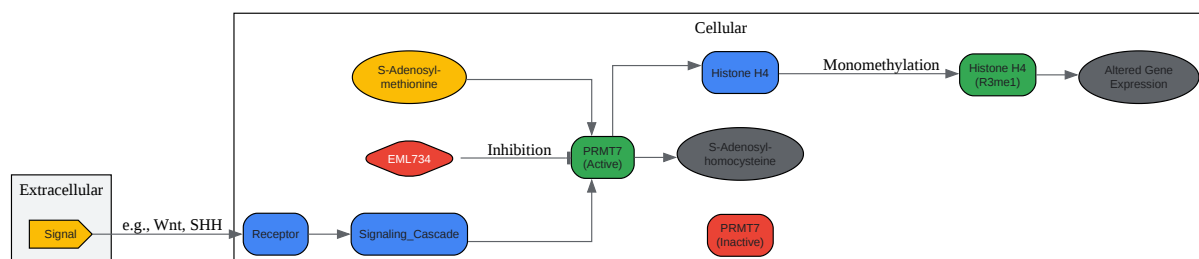 Cellular
S-Adenosyl-
methionine
Histone H4
Monomethylation
Histone H4
(R3me1)
Altered Gene
Expression
EML734
Inhibition
PRMT7
(Active)
S-Adenosyl-
homocysteine
Extracellular
Signal
e.g., Wnt, SHH
Receptor
Signaling_Cascade
PRMT7
(Inactive)